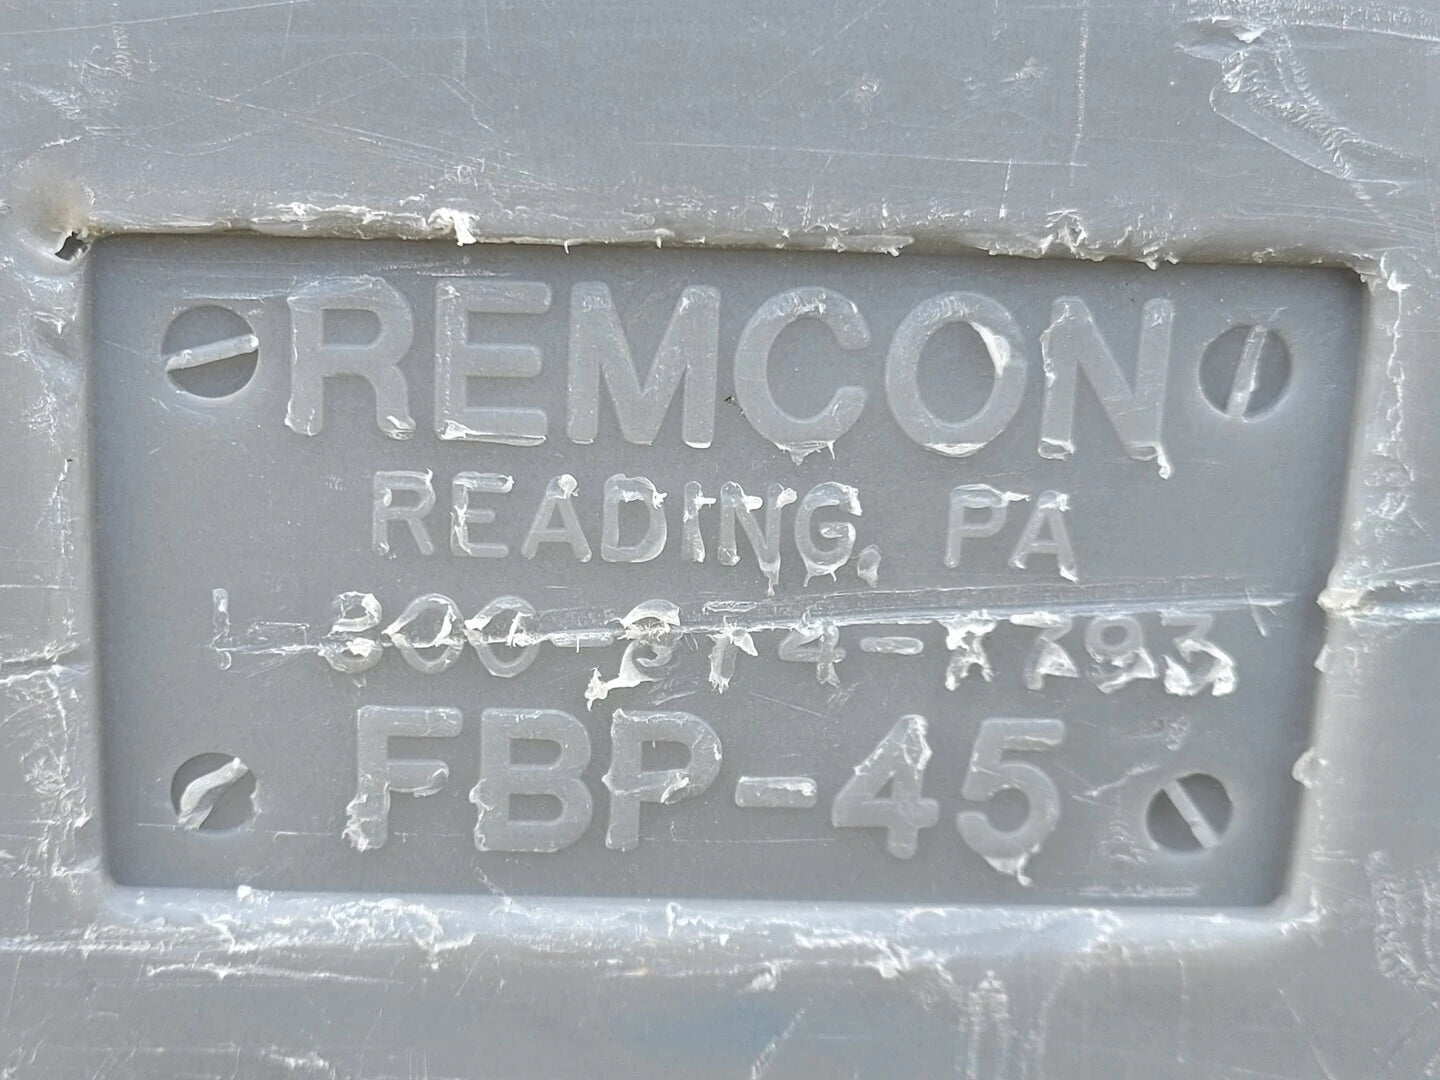 REMCON
READING, PA
FBP-45